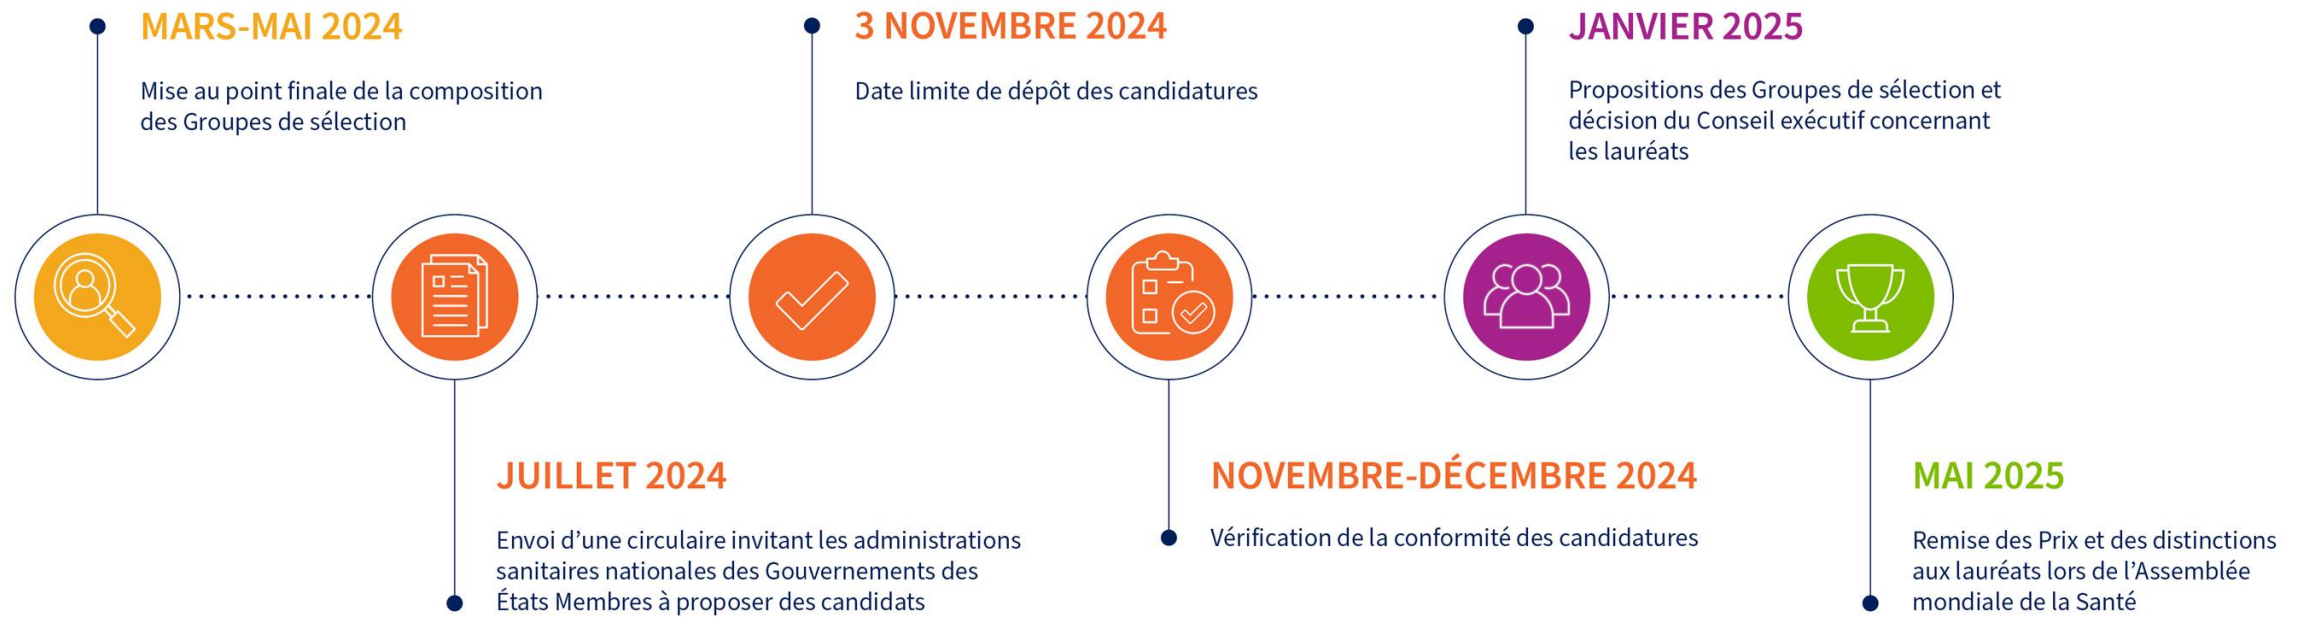 MARS-MAI 2024
Mise au point finale de la composition
des Groupes de sélection
JUILLET 2024
Envoi d’une circulaire invitant les administrations
sanitaires nationales des Gouvernements des
États Membres à proposer des candidats
3 NOVEMBRE 2024
Date limite de dépôt des candidatures
NOVEMBRE-DÉCEMBRE 2024
Vérification de la conformité des candidatures
JANVIER 2025
Propositions des Groupes de sélection et
décision du Conseil exécutif concernant
les lauréats
MAI 2025
Remise des Prix et des distinctions
aux lauréats lors de l’Assemblée
mondiale de la Santé